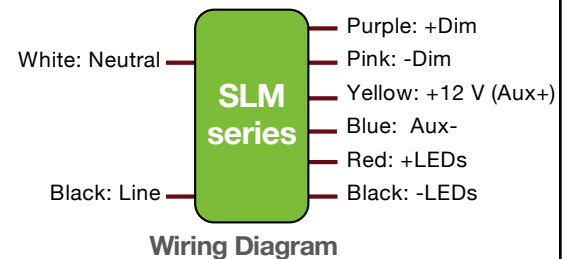 Purple: +Dim
White: Neutral
Pink: -Dim
Yellow: +12 V (Aux+)
SLM
series
Blue: Aux-
Red: +LEDs
Black: Line
Black: -LEDs
Wiring Diagram